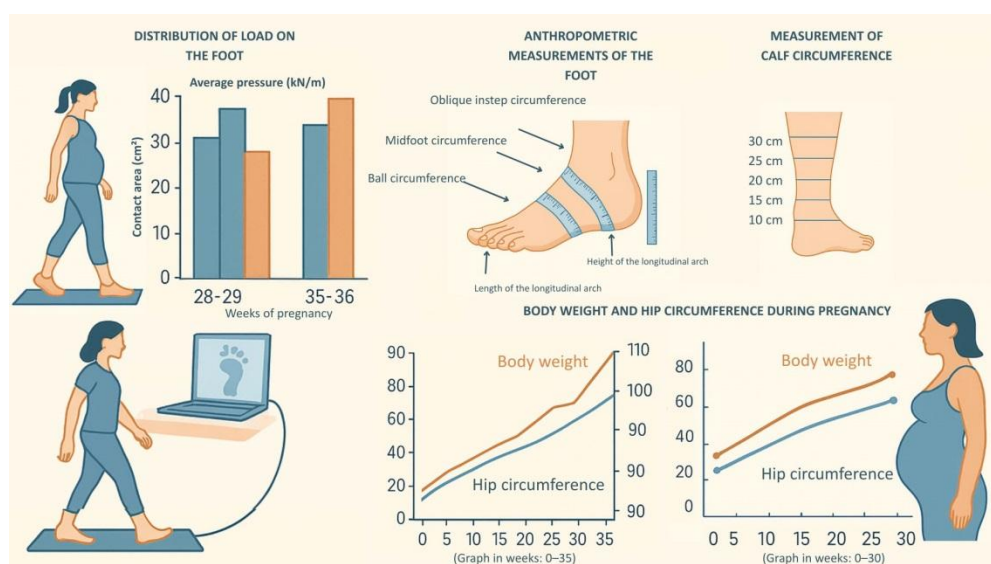 DISTRIBUTION OF LOAD ON
THE FOOT
Average pressure (kN/m)
Contact area (cm²)
40
30
20
10
0
28-29
35-36
Weeks of pregnancy
ANTHROPOMETRIC
MEASUREMENTS OF THE
FOOT
Oblique instep circumference
Midfoot circumference
Ball circumference
Height of the longitudinal arch
Length of the longitudinal arch
MEASUREMENT OF
CALF CIRCUMFERENCE
30 cm
25 cm
20 cm
15 cm
10 cm
BODY WEIGHT AND HIP CIRCUMFERENCE DURING PREGNANCY
90
80
60
40
20
0
Body weight
Hip circumference
110
100
90
90
90
0 5 10 15 20 25 30 35
(Graph in weeks: 0–35)
80
60
40
20
0
Body weight
Hip circumference
0 5 10 15 20 25 30
(Graph in weeks: 0–30)